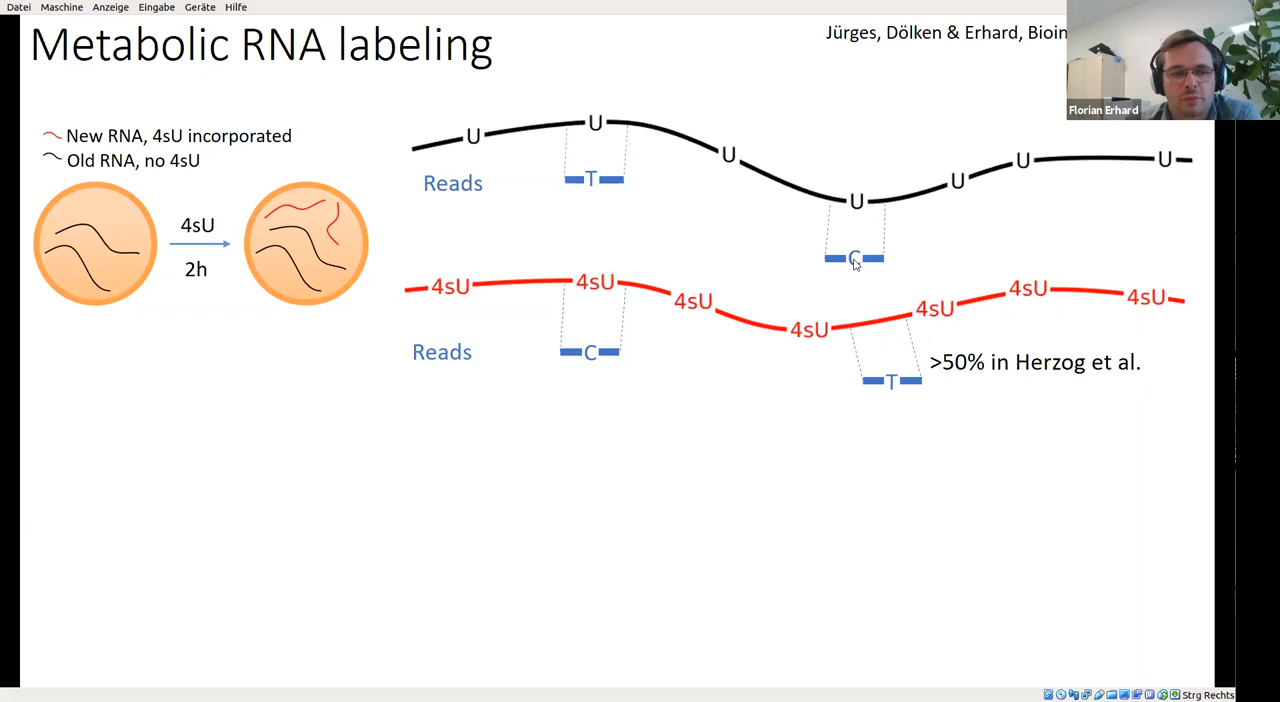 Datei Maschine Anzeige Eingabe Geräte Hilfe
Metabolic RNA labeling
Jürges, Dölken & Erhard,
Florian Erhard
New RNA, 4sU incorporated
Old RNA, no 4sU
4sU
2h
U U U U U U U
Reads
T
C
4sU 4sU 4sU 4sU 4sU 4sU 4sU
Reads
C
T
>50% in Herzog et al.
Strg Rechts